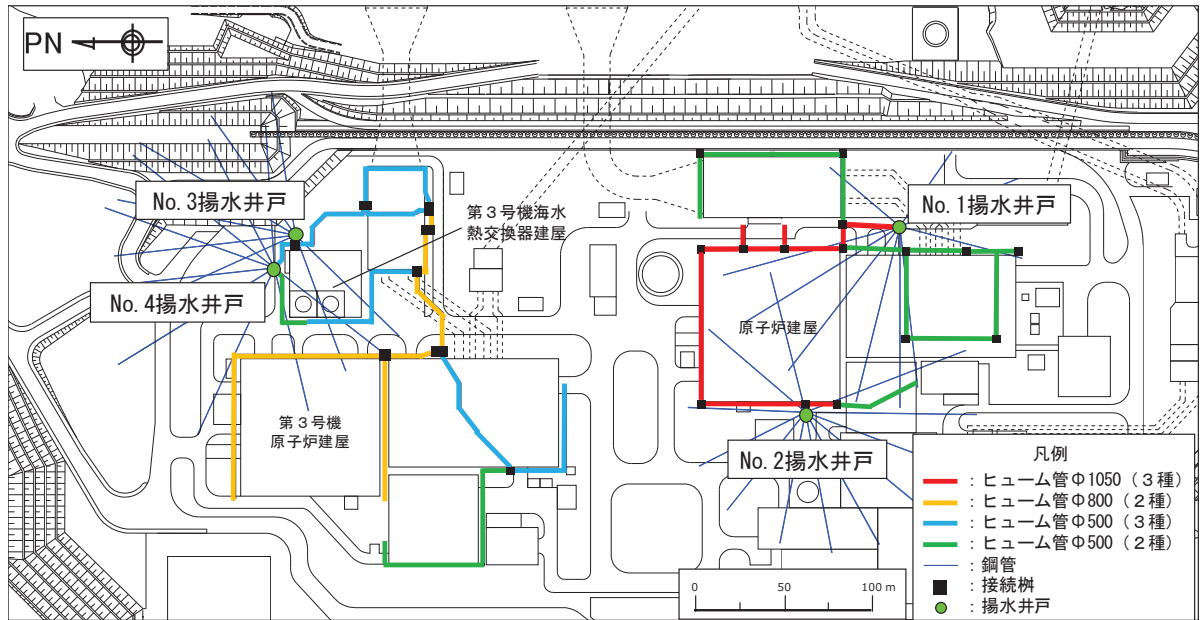 PN
No.3揚水井戸
第3号機海水
熱交換器建屋
No.1揚水井戸
No.4揚水井戸
原子炉建屋
第3号機
原子炉建屋
No.2揚水井戸
凡例
：ヒューム管Φ1050（3種）
：ヒューム管Φ800（2種）
：ヒューム管Φ500（3種）
：ヒューム管Φ500（2種）
：鋼管
：接続桝
：揚水井戸
0 50 100m